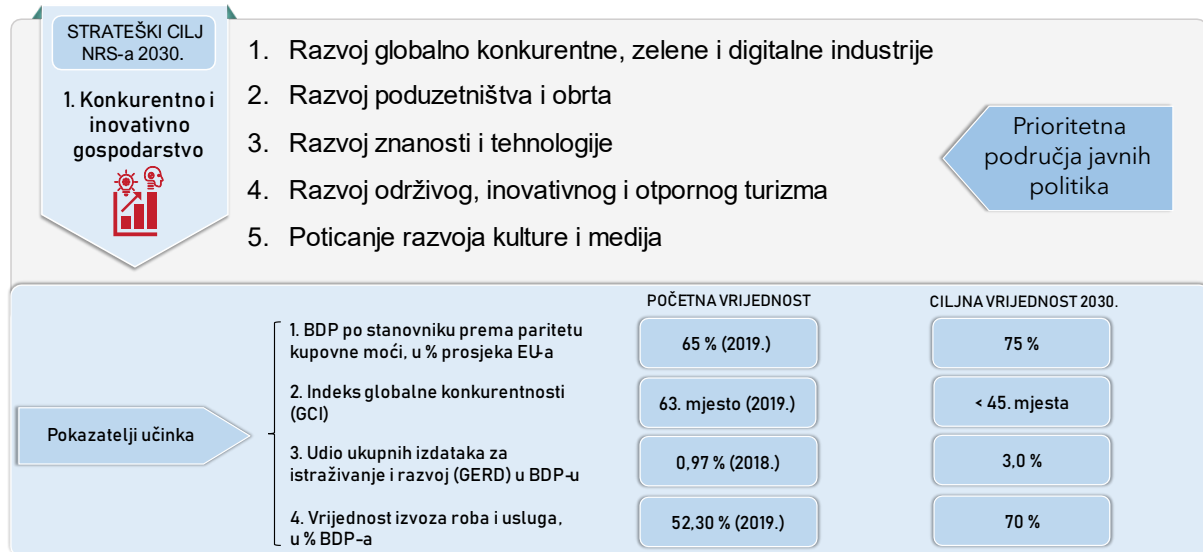 STRATEŠKI CILJ
NRS-a 2030.
1. Konkurentno i
inovativno
gospodarstvo
1. Razvoj globalno konkurentne, zelene i digitalne industrije
2. Razvoj poduzetništva i obrta
3. Razvoj znanosti i tehnologije
4. Razvoj održivog, inovativnog i otpornog turizma
5. Poticanje razvoja kulture i medija
Prioritetna
područja javnih
politika
POČETNA VRIJEDNOST
CILJNA VRIJEDNOST 2030.
Pokazatelji učinka
1. BDP po stanovniku prema paritetu
kupovne moći, u % prosjeka EU-a
65 % (2019.)
75 %
2. Indeks globalne konkurentnosti
(GCI)
63. mjesto (2019.)
< 45. mjesta
3. Udio ukupnih izdataka za
istraživanje i razvoj (GERD) u BDP-u
0,97 % (2018.)
3,0 %
4. Vrijednost izvoza roba i usluga,
u % BDP-a
52,30 % (2019.)
70 %